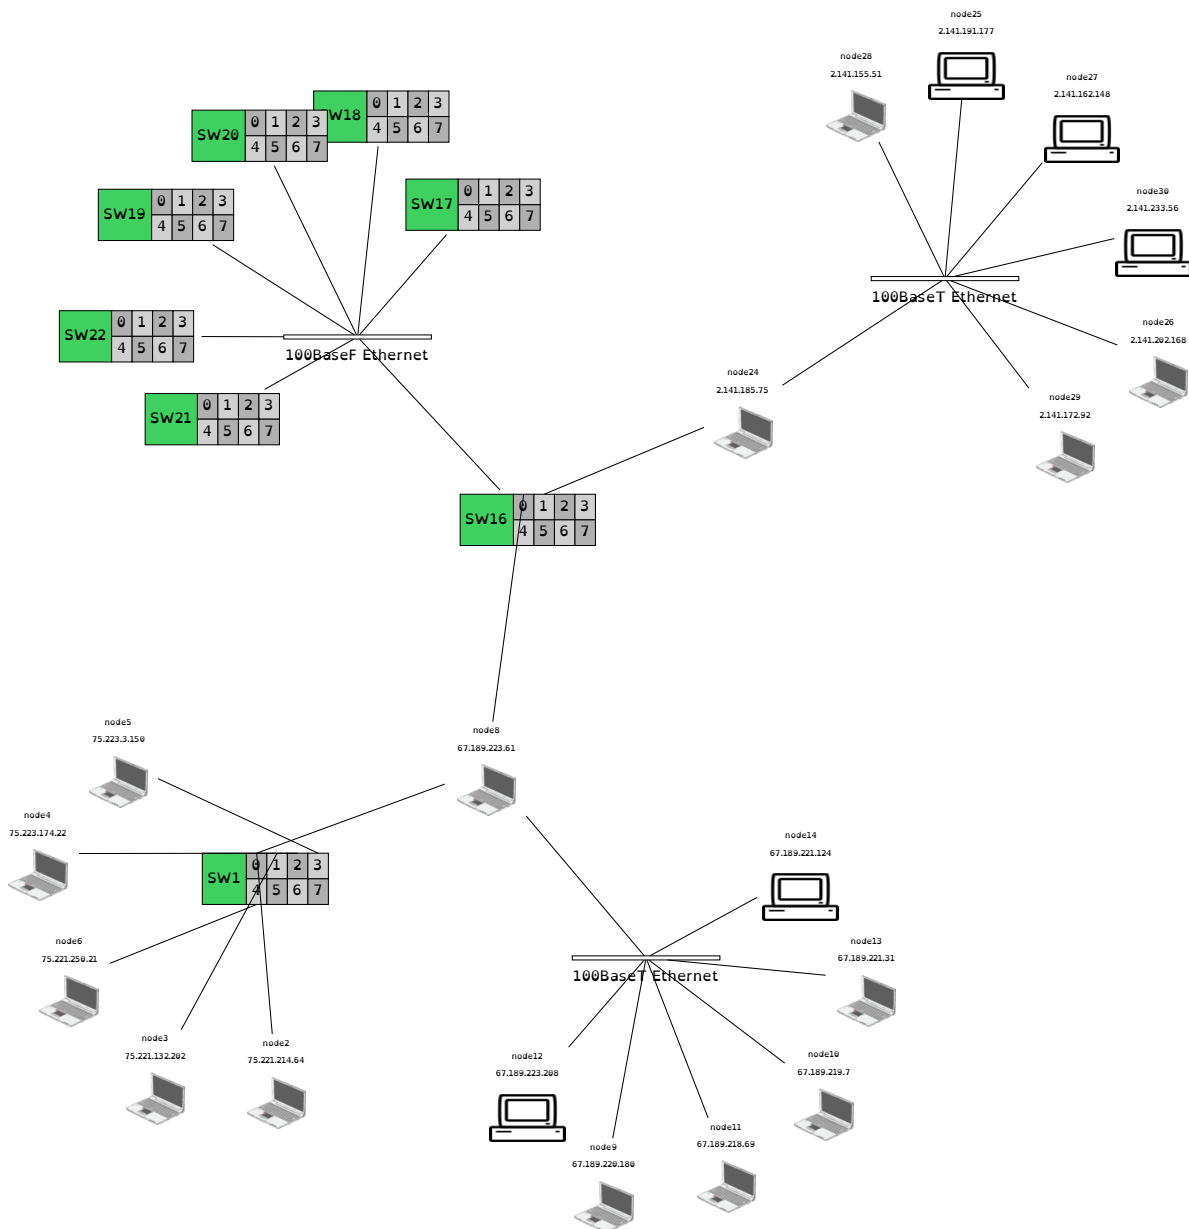 node25
2.141.191.177
node28
2.141.155.51
node27
2.141.162.148
SW18 0 1 2 3
4 5 6 7
SW20 0 1 2 3
4 5 6 7
SW17 0 1 2 3
4 5 6 7
SW19 0 1 2 3
4 5 6 7
node30
2.141.233.56
100BaseT Ethernet
SW22 0 1 2 3
4 5 6 7
100BaseF Ethernet
node26
2.141.202.168
node24
2.141.185.75
SW21 0 1 2 3
4 5 6 7
node29
2.141.172.92
SW16 0 1 2 3
4 5 6 7
node5
75.223.3.150
node8
67.189.223.61
node4
75.223.174.22
node14
67.189.221.124
SW1 0 1 2 3
4 5 6 7
node6
75.221.250.21
node13
67.189.221.31
100BaseT Ethernet
node3
75.221.132.202
node2
75.221.214.64
node12
67.189.223.208
node10
67.189.219.7
node11
67.189.218.69
node9
67.189.220.180